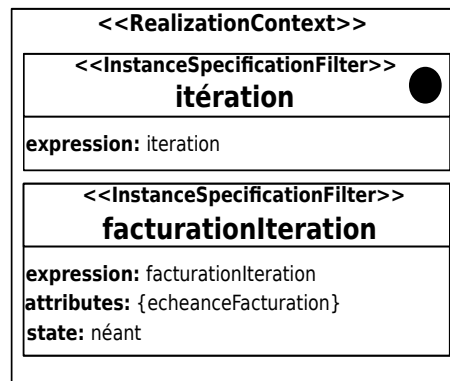 <<RealizationContext>>
<<InstanceSpecificationFilter>>
itération
expression: iteration
<<InstanceSpecificationFilter>>
facturationIteration
expression: facturationIteration
attributes: {echeanceFacturation}
state: néant